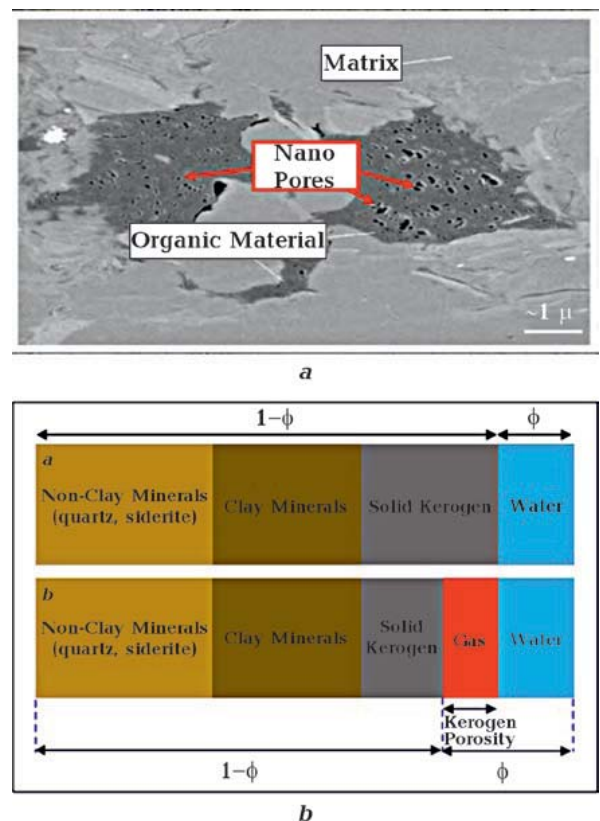 Matrix
Nano
Pores
Organic Material
~1 μ
a
1-ϕ
ϕ
a
Non-Clay Minerals
(quartz, siderite)
Clay Minerals
Solid Kerogen
Water
b
Non-Clay Minerals
(quartz, siderite)
Clay Minerals
Solid
Kerogen
Gas
Water
Kerogen
Porosity
1-ϕ
ϕ
b